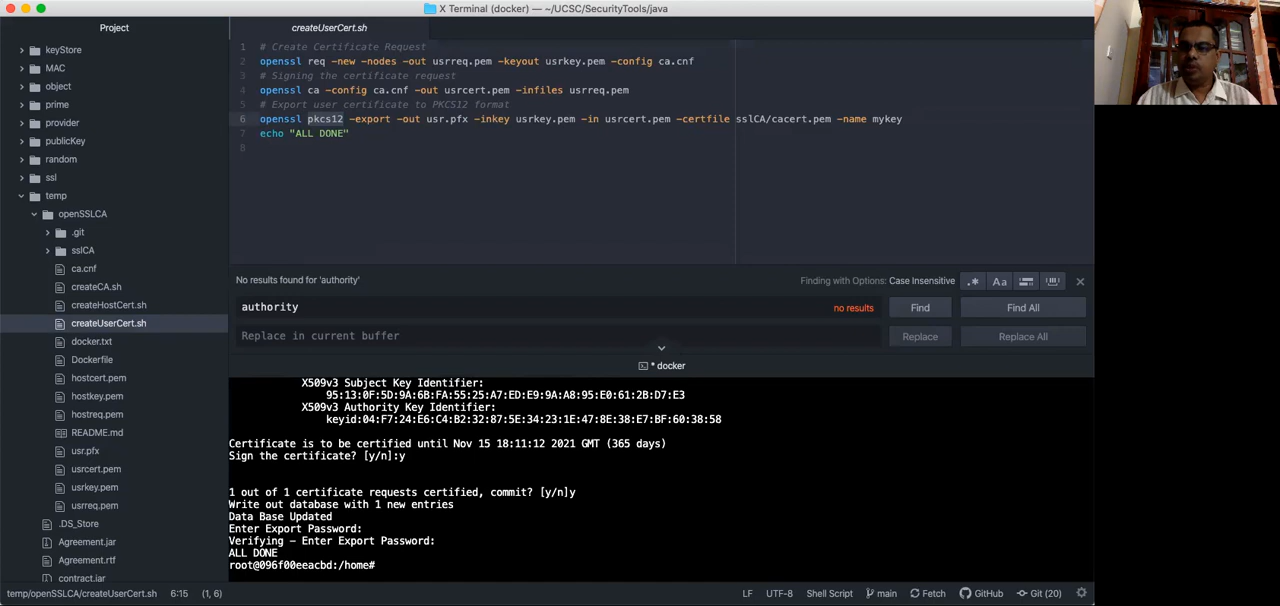 X Terminal (docker) — ~/UCSC/SecurityTools/java
Project
keyStore
MAC
object
prime
provider
publicKey
random
ssl
temp
openSSLCA
.git
sslCA
ca.cnf
createCA.sh
createHostCert.sh
createUserCert.sh
docker.txt
Dockerfile
hostcert.pem
hostkey.pem
hostreq.pem
README.md
usr.pfx
usrcert.pem
usrkey.pem
usrreq.pem
.DS_Store
Agreement.jar
Agreement.rtf
contract.jar
createUserCert.sh
1 # Create Certificate Request
2 openssl req -new -nodes -out usrreq.pem -keyout usrkey.pem -config ca.cnf
3 # Signing the certificate request
4 openssl ca -config ca.cnf -out usrcert.pem -infiles usrreq.pem
5 # Export user certificate to PKCS12 format
6 openssl pkcs12 -export -out usr.pfx -inkey usrkey.pem -in usrcert.pem -certfile sslCA/cacert.pem -name mykey
7 echo "ALL DONE"
8
No results found for 'authority'
Finding with Options: Case Insensitive
.* Aa
authority
no results
Find
Find All
Replace in current buffer
Replace
Replace All
* docker
X509v3 Subject Key Identifier:
95:13:0F:5D:9A:6B:FA:55:25:A7:ED:E9:9A:A8:95:E0:61:2B:D7:E3
X509v3 Authority Key Identifier:
keyid:04:F7:24:E6:C4:B2:32:87:5E:34:23:1E:47:8E:38:E7:BF:60:38:58
Certificate is to be certified until Nov 15 18:11:12 2021 GMT (365 days)
Sign the certificate? [y/n]:y
1 out of 1 certificate requests certified, commit? [y/n]y
Write out database with 1 new entries
Data Base Updated
Enter Export Password:
Verifying – Enter Export Password:
ALL DONE
root@096f00eeacbd:/home#
temp/openSSLCA/createUserCert.sh 6:15 (1, 6)
LF UTF-8 Shell Script main Fetch GitHub Git (20)